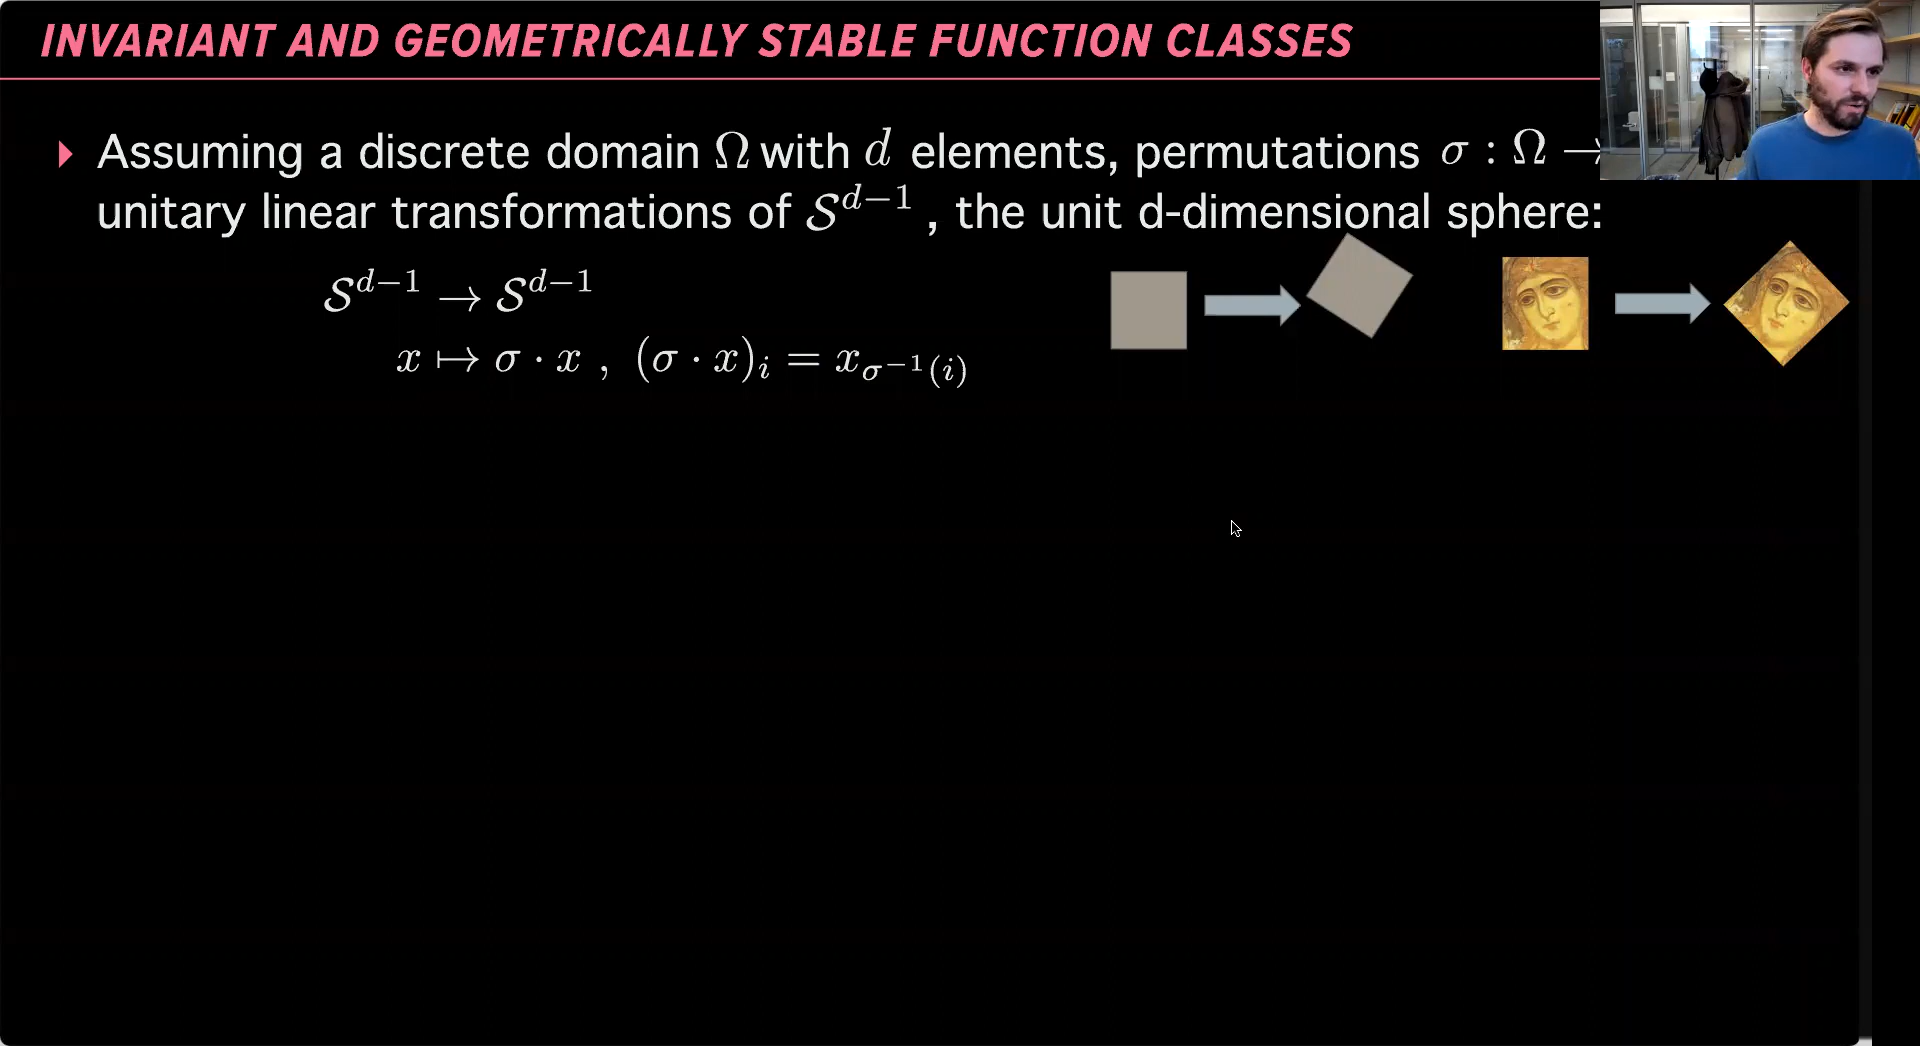 INVARIANT AND GEOMETRICALLY STABLE FUNCTION CLASSES
Assuming a discrete domain Ω with d elements, permutations σ : Ω →
unitary linear transformations of 𝒮^{d−1} , the unit d-dimensional sphere:
𝒮^{d−1} → 𝒮^{d−1}
x ↦ σ · x , (σ · x)_i = x_{σ^{−1}(i)}